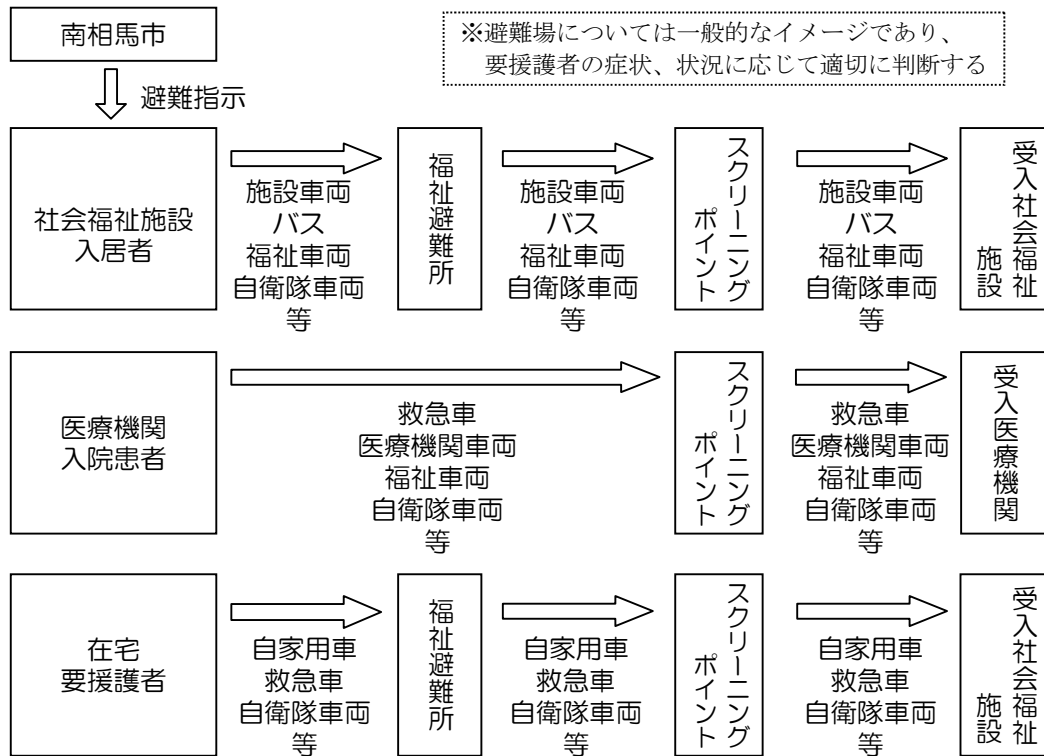 南相馬市
※避難場については一般的なイメージであり、
要援護者の症状、状況に応じて適切に判断する
避難指示
社会福祉施設
入居者
施設車両
バス
福祉車両
自衛隊車両
等
福祉避難所
施設車両
バス
福祉車両
自衛隊車両
等
スクリーニング
ポイント
施設車両
バス
福祉車両
自衛隊車両
等
受入社会福祉
施設
医療機関
入院患者
救急車
医療機関車両
福祉車両
自衛隊車両
等
スクリーニング
ポイント
救急車
医療機関車両
福祉車両
自衛隊車両
等
受入医療機関
在宅
要援護者
自家用車
救急車
自衛隊車両
等
福祉避難所
自家用車
救急車
自衛隊車両
等
スクリーニング
ポイント
自家用車
救急車
自衛隊車両
等
受入社会福祉
施設